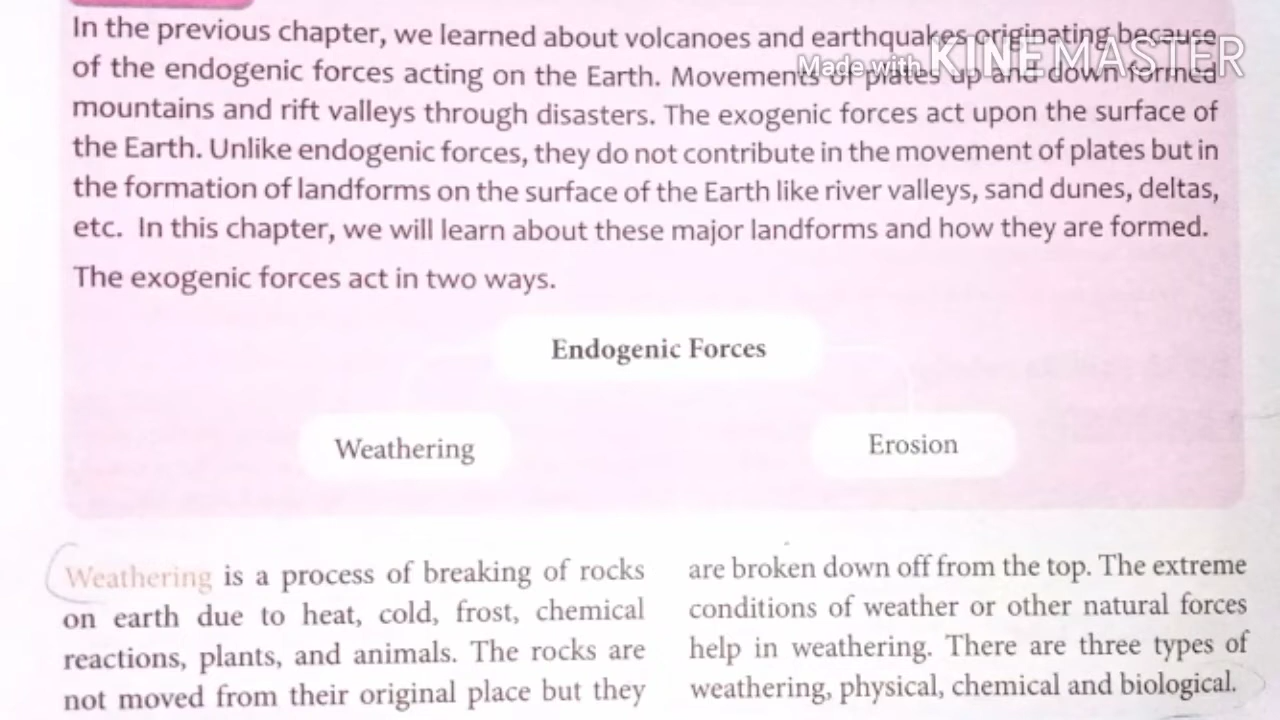 In the previous chapter, we learned about volcanoes and earthquakes originating because
of the endogenic forces acting on the Earth. Movements of plates up and down formed
mountains and rift valleys through disasters. The exogenic forces act upon the surface of
the Earth. Unlike endogenic forces, they do not contribute in the movement of plates but in
the formation of landforms on the surface of the Earth like river valleys, sand dunes, deltas,
etc. In this chapter, we will learn about these major landforms and how they are formed.
The exogenic forces act in two ways.
Made with KINEMASTER
Endogenic Forces
Weathering
Erosion
Weathering is a process of breaking of rocks
on earth due to heat, cold, frost, chemical
reactions, plants, and animals. The rocks are
not moved from their original place but they
are broken down off from the top. The extreme
conditions of weather or other natural forces
help in weathering. There are three types of
weathering, physical, chemical and biological.